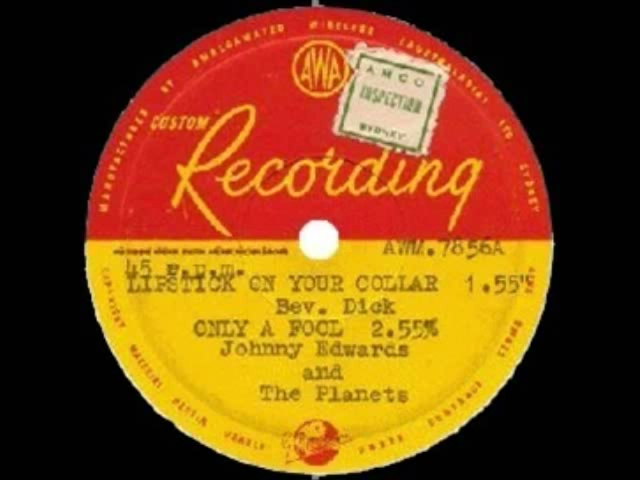 MANUFACTURED BY AMALGAMATED WIRELESS (AUSTRALASIA) LTD SYDNEY
AWA
AMCO
INSPECTION
SYDNEY
CUSTOM
Recording
AWM.7856A
45 r.p.m.
LIPSTICK ON YOUR COLLAR 1.55"
Bev. Dick
ONLY A FOOL 2.55%
Johnny Edwards
and
The Planets